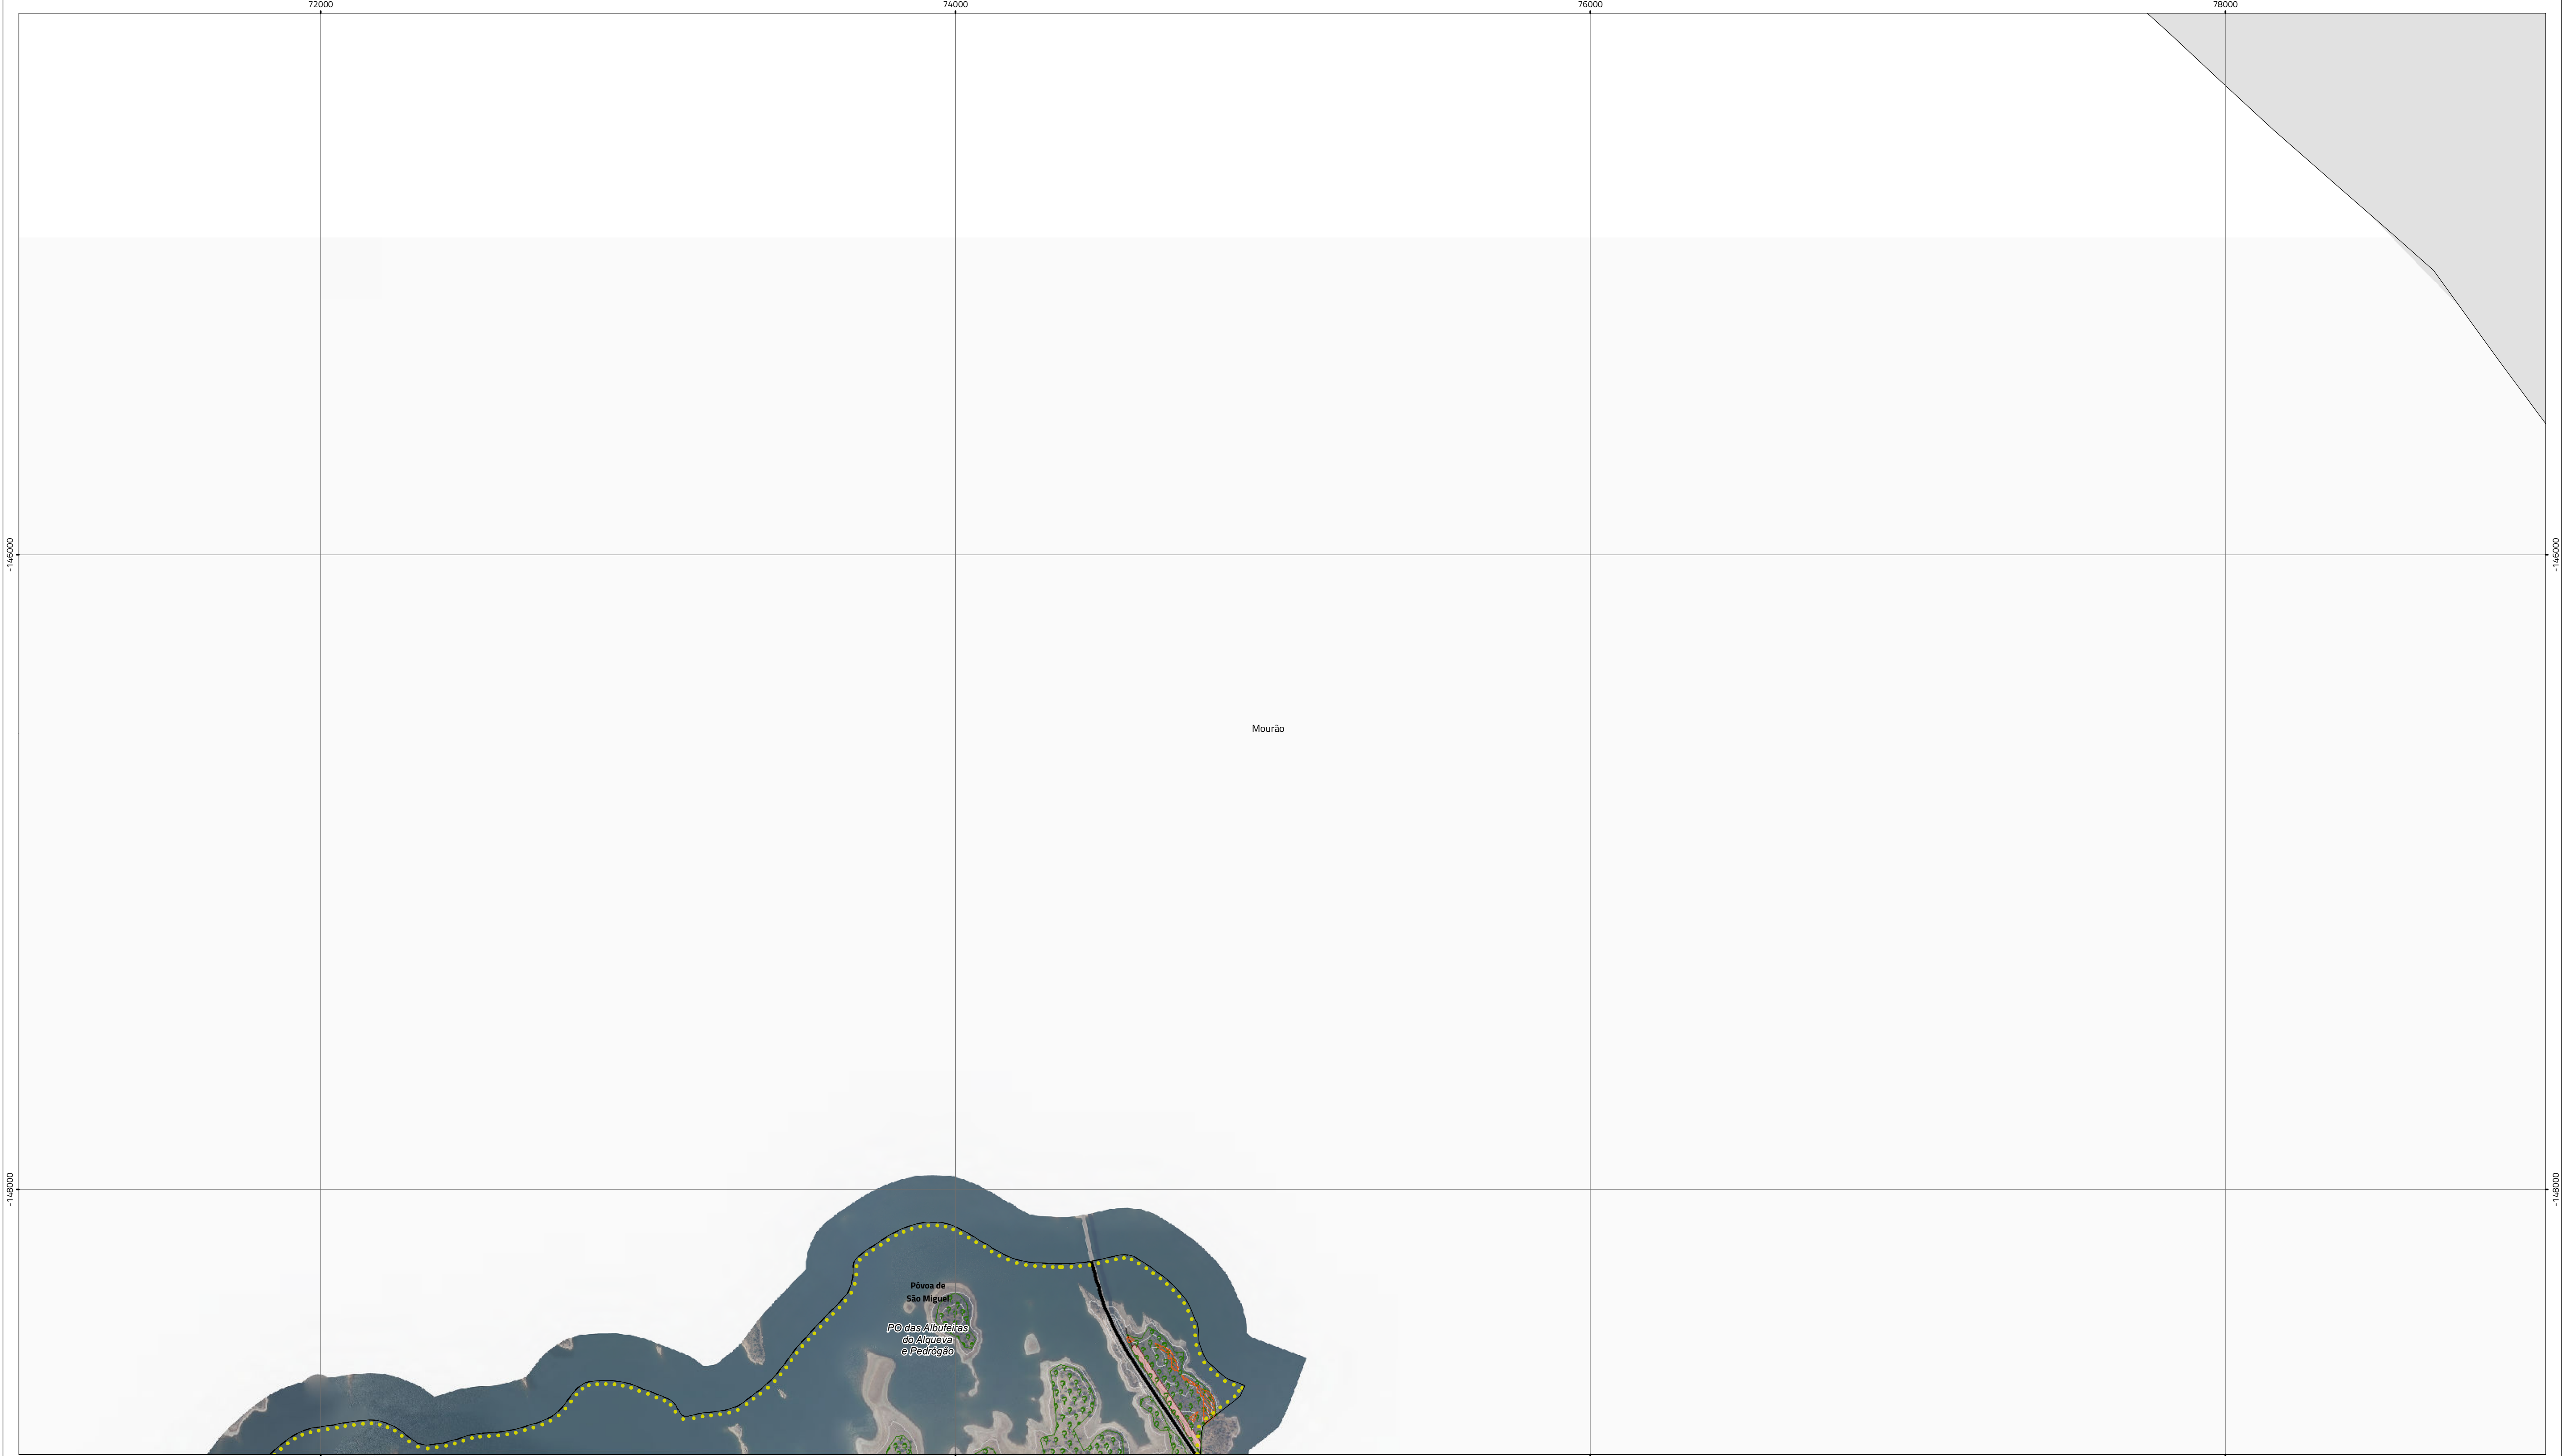 72000
74000
76000
78000
-146000
-146000
Mourão
-148000
-148000
Póvoa de
São Miguel
PO das Albufeiras
do Alqueva
e Pedrógão